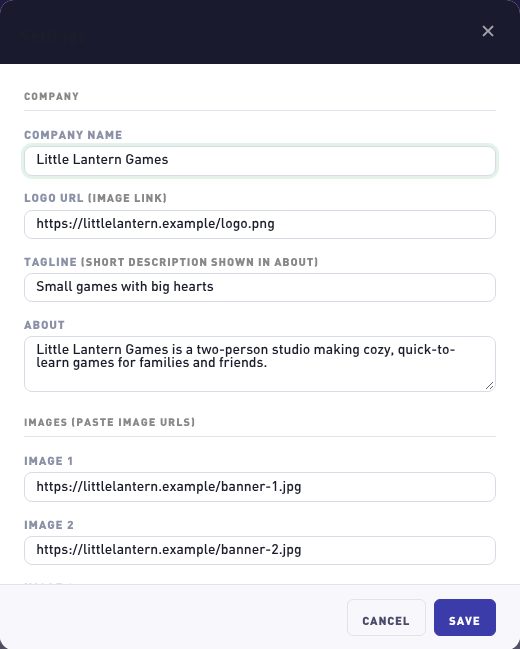 COMPANY
COMPANY NAME
Little Lantern Games
LOGO URL (IMAGE LINK)
https://littlelantern.example/logo.png
TAGLINE (SHORT DESCRIPTION SHOWN IN ABOUT)
Small games with big hearts
ABOUT
Little Lantern Games is a two-person studio making cozy, quick-to-
learn games for families and friends.
IMAGES (PASTE IMAGE URLS)
IMAGE 1
https://littlelantern.example/banner-1.jpg
IMAGE 2
https://littlelantern.example/banner-2.jpg
CANCEL
SAVE